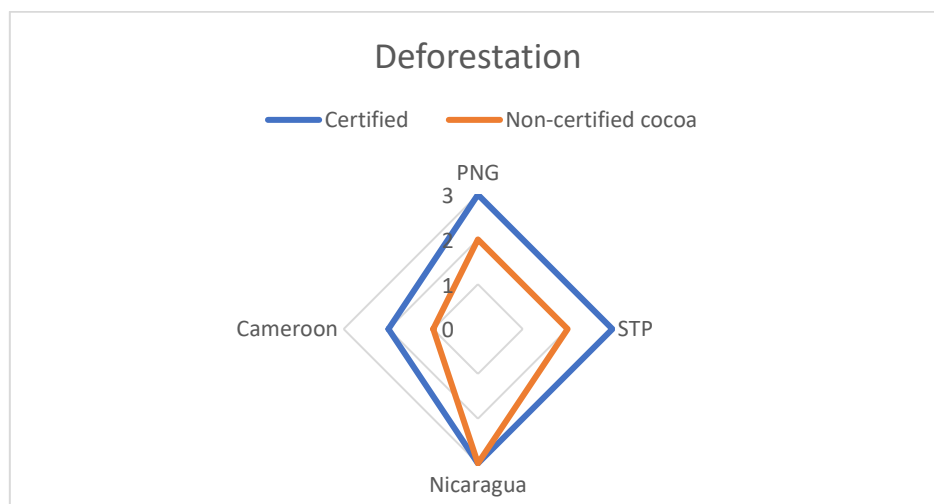 Deforestation
Certified
Non-certified cocoa
PNG
3
2
1
0
Cameroon
STP
Nicaragua